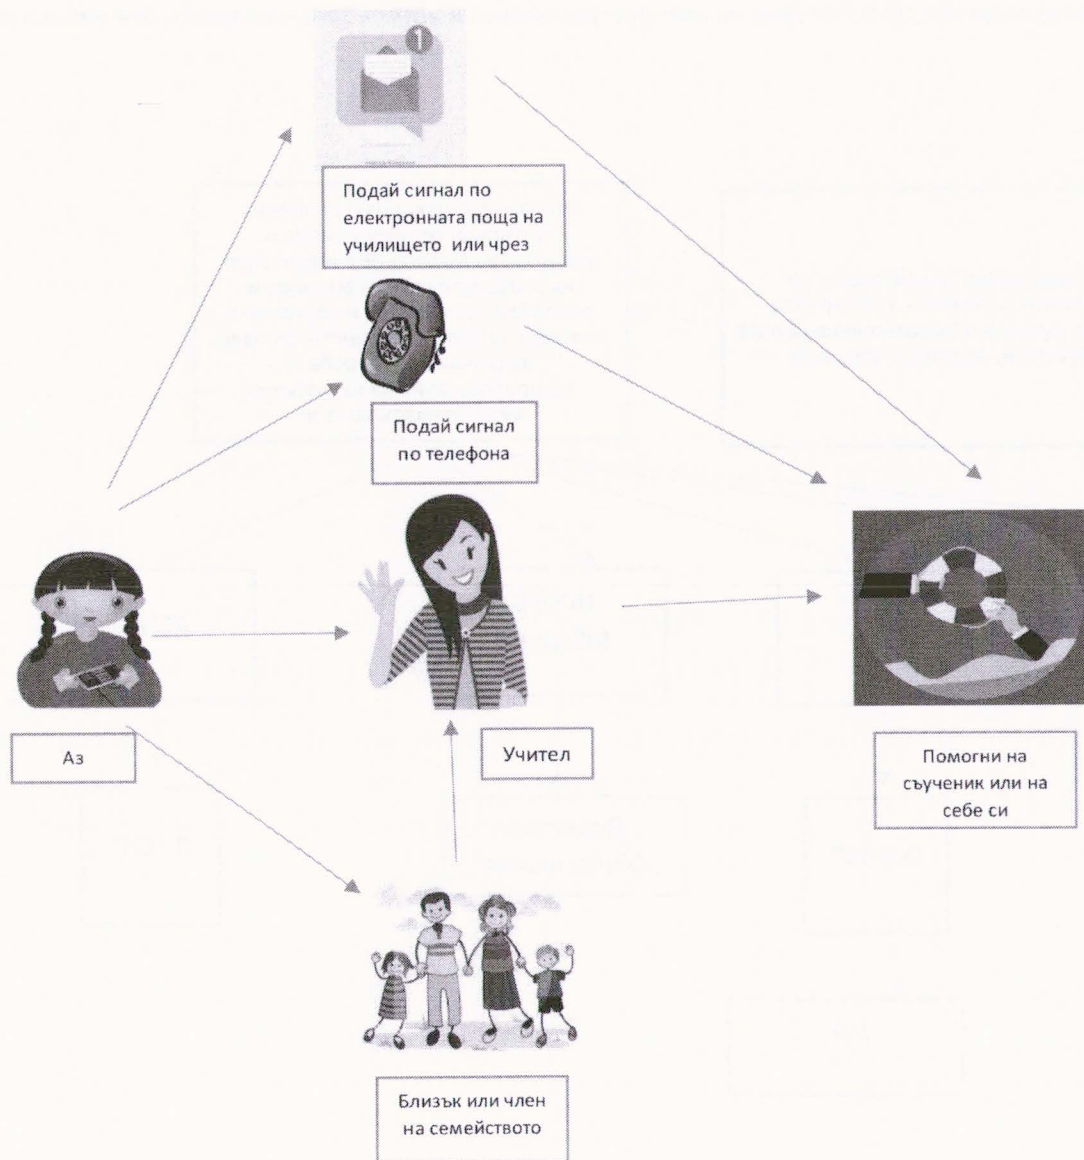 1
Подай сигнал по
електронната поща на
училището или чрез
Подай сигнал
по телефона
Аз
Учител
Помогни на
съученик или на
себе си
Близък или член
на семейството